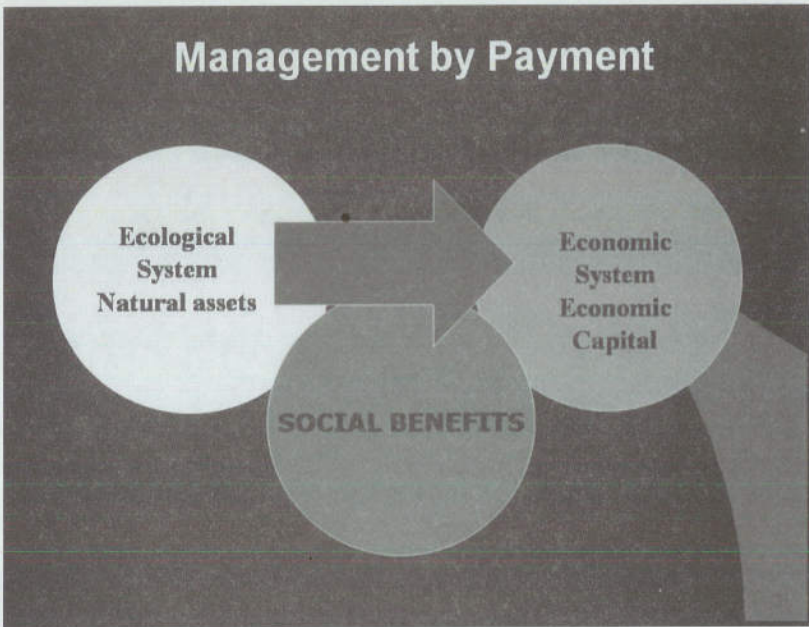 Management by Payment
Ecological
System
Natural assets
Economic
System
Economic
Capital
SOCIAL BENEFITS